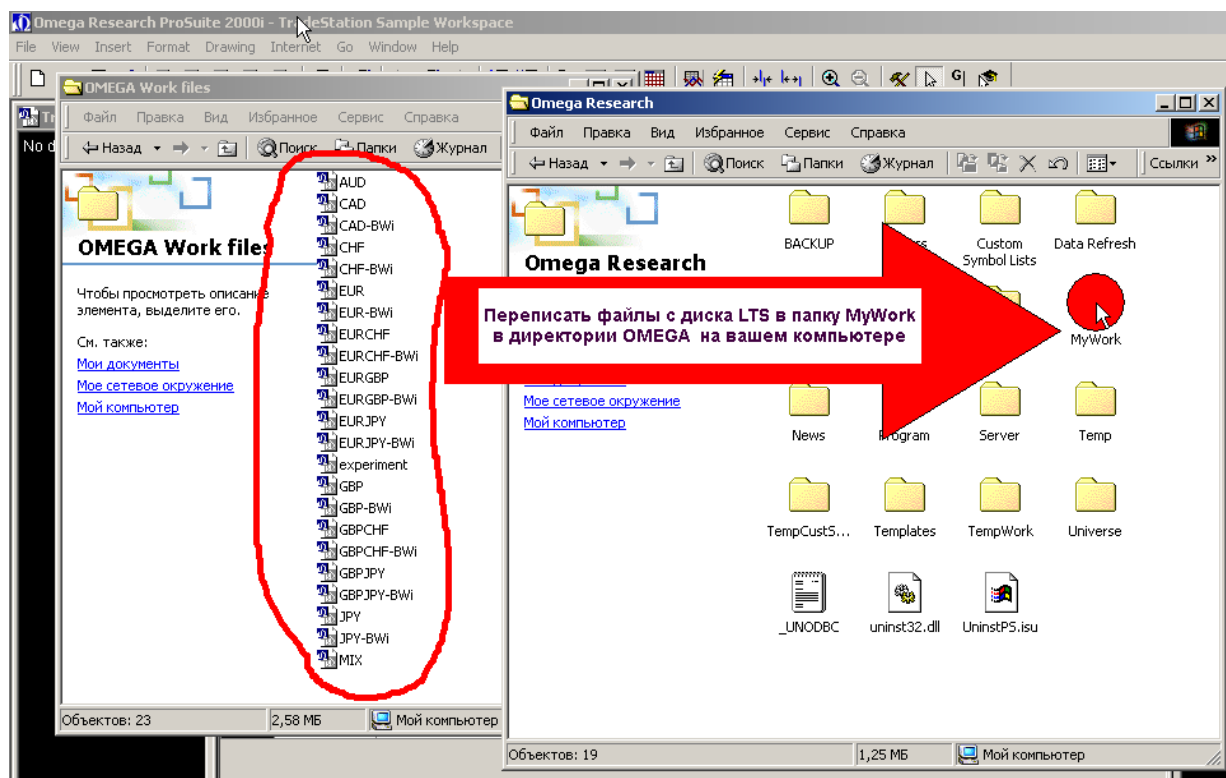 Omega Research ProSuite 2000i - TradeStation Sample Workspace
File View Insert Format Drawing Internet Go Window Help
No d
OMEGA Work files
Файл Правка Вид Избранное Сервис Справка
Назад Поиск Папки Журнал
OMEGA Work files
Чтобы просмотреть описание
элемента, выделите его.
См. также:
Мои документы
Мое сетевое окружение
Мой компьютер
AUD
CAD
CAD-BWi
CHF
CHF-BWi
EUR
EUR-BWi
EURCHF
EURCHF-BWi
EURGBP
EURGBP-BWi
EURJPY
EURJPY-BWi
experiment
GBP
GBP-BWi
GBPCHF
GBPCHF-BWi
GBPJPY
GBPJPY-BWi
JPY
JPY-BWi
MIX
Объектов: 23 2,58 МБ Мой компьютер
Omega Research
Файл Правка Вид Избранное Сервис Справка
Назад Поиск Папки Журнал Ссылки »
Omega Research
Переписать файлы с диска LTS в папку MyWork
в директории OMEGA на вашем компьютере
Мое сетевое окружение
Мой компьютер
BACKUP
Custom
Symbol Lists
Data Refresh
MyWork
News Program Server Temp
TempCustS... Templates TempWork Universe
_UNODBC uninst32.dll UninstPS.isu
Объектов: 19 1,25 МБ Мой компьютер